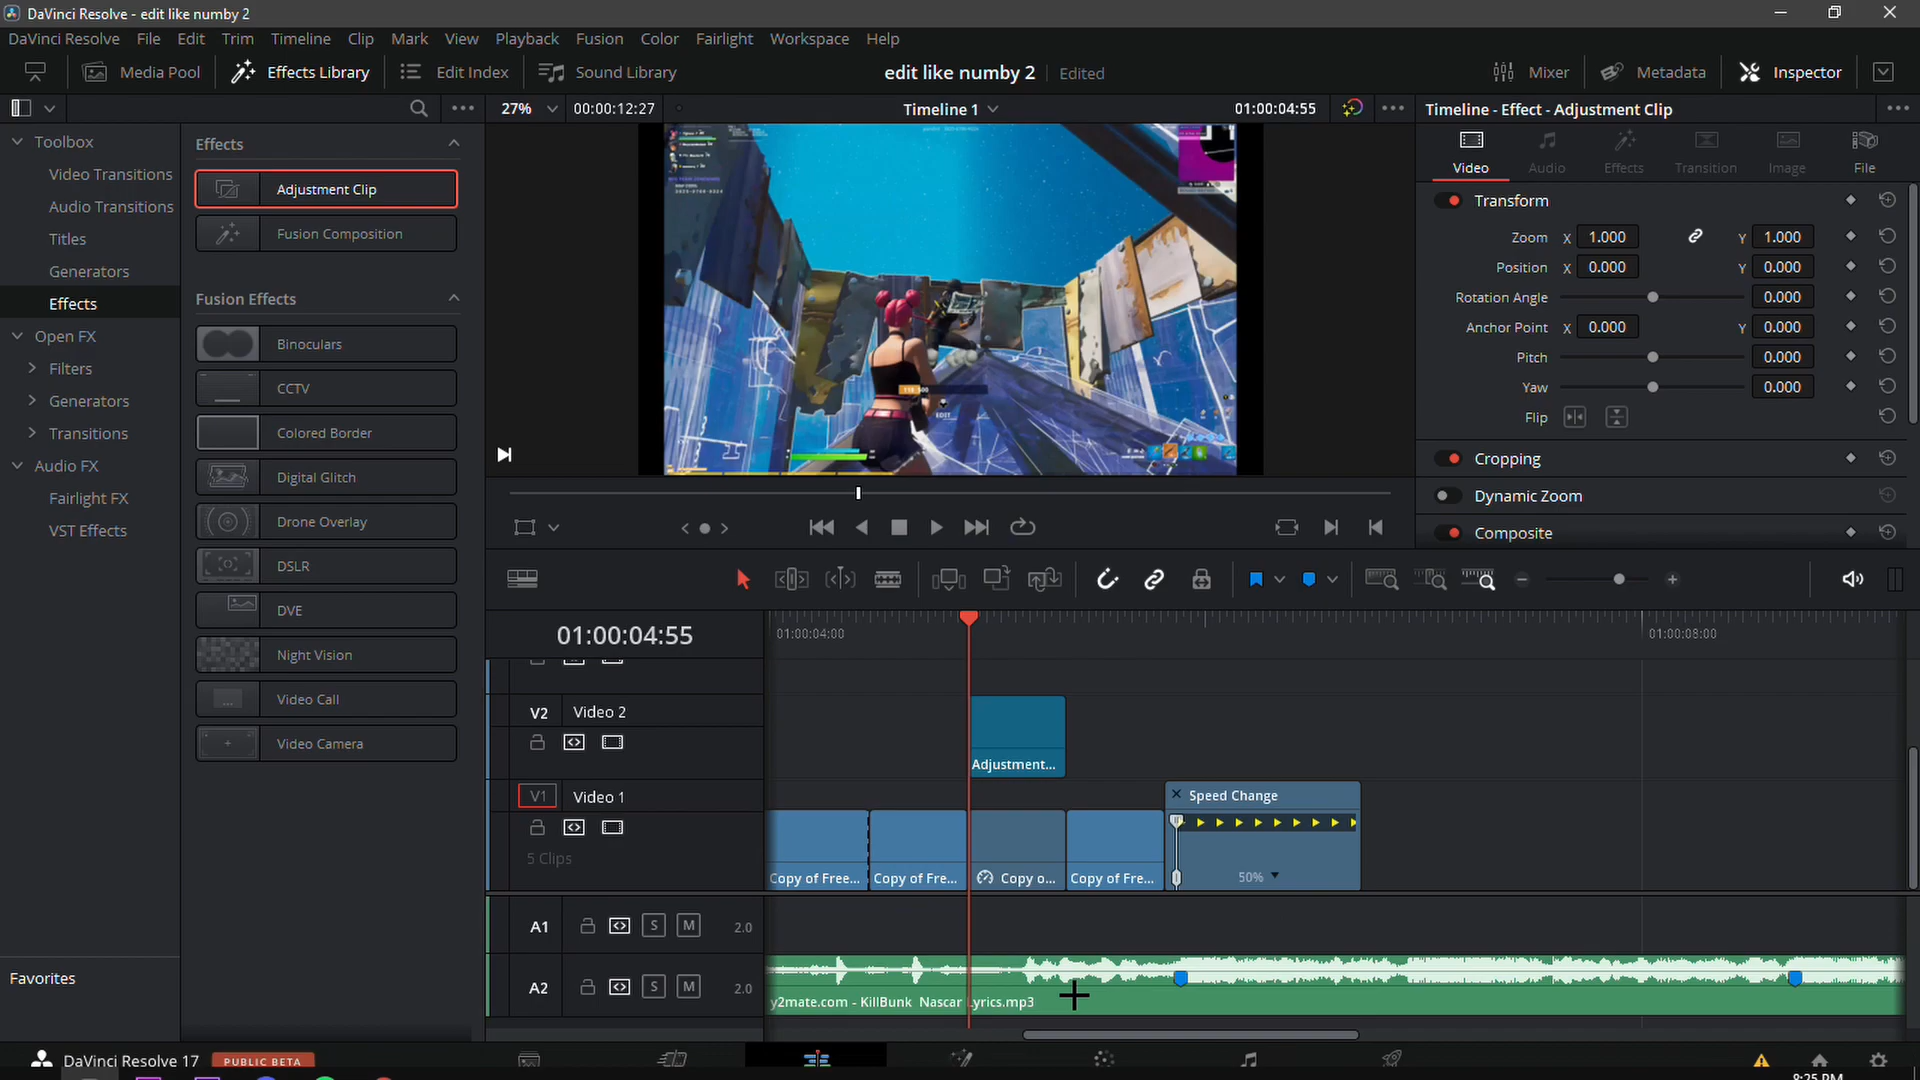 DaVinci Resolve - edit like numby 2
DaVinci Resolve File Edit Trim Timeline Clip Mark View Playback Fusion Color Fairlight Workspace Help
Media Pool Effects Library Edit Index Sound Library edit like numby 2 Edited Mixer Metadata Inspector
27% 00:00:12:27 Timeline 1 01:00:04:55 Timeline - Effect - Adjustment Clip
Toolbox
Video Transitions
Audio Transitions
Titles
Generators
Effects
Open FX
Filters
Generators
Transitions
Audio FX
Fairlight FX
VST Effects
Favorites
Effects
Adjustment Clip
Fusion Composition
Fusion Effects
Binoculars
CCTV
Colored Border
Digital Glitch
Drone Overlay
DSLR
DVE
Night Vision
Video Call
Video Camera
EDIT
Video Audio Effects Transition Image File
Transform
Zoom X 1.000 Y 1.000
Position X 0.000 Y 0.000
Rotation Angle 0.000
Anchor Point X 0.000 Y 0.000
Pitch 0.000
Yaw 0.000
Flip
Cropping
Dynamic Zoom
Composite
01:00:04:55 01:00:04:00 01:00:08:00
V2 Video 2
Adjustment...
V1 Video 1
5 Clips
Speed Change
50%
Copy of Free... Copy of Fre... Copy o... Copy of Fre...
A1 S M 2.0
A2 S M 2.0
y2mate.com - KillBunk Nascar Lyrics.mp3
DaVinci Resolve 17 PUBLIC BETA
8:25 PM